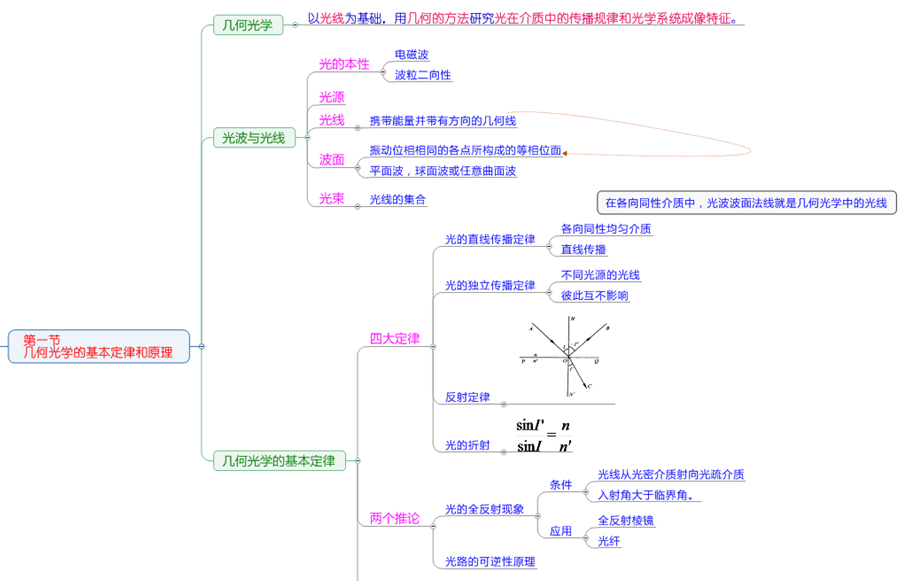 几何光学
以光线为基础，用几何的方法研究光在介质中的传播规律和光学系统成像特征。
光的本性
电磁波
波粒二向性
光源
光波与光线
光线
携带能量并带有方向的几何线
波面
振动位相相同的各点所构成的等相位面
平面波，球面波或任意曲面波
光束
光线的集合
在各向同性介质中，光波波面法线就是几何光学中的光线
第一节
几何光学的基本定律和原理
四大定律
光的直线传播定律
各向同性均匀介质
直线传播
光的独立传播定律
不同光源的光线
彼此互不影响
N
A
B
I
I''
P
n
n'
O
Q
I'
C
N'
反射定律
光的折射
sinI' = n
sinI n'
几何光学的基本定律
两个推论
光的全反射现象
条件
光线从光密介质射向光疏介质
入射角大于临界角。
应用
全反射棱镜
光纤
光路的可逆性原理